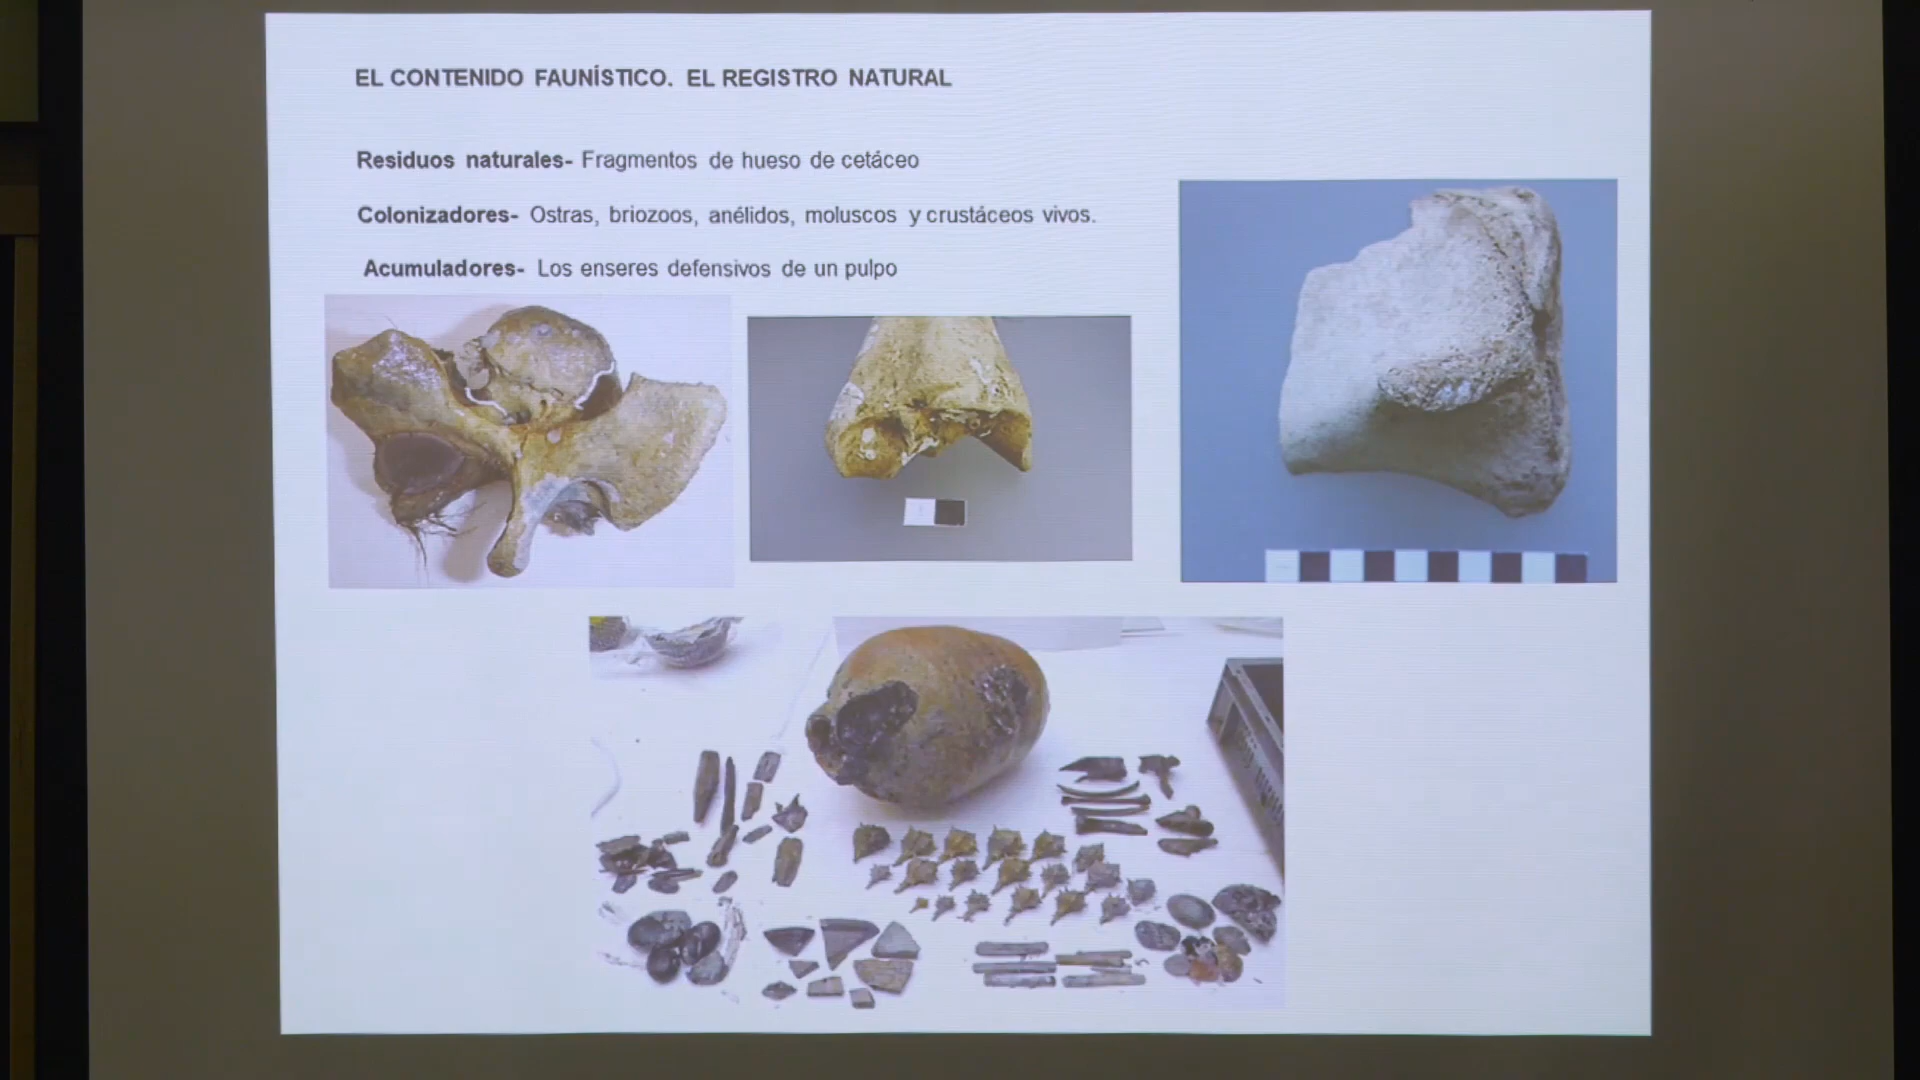 EL CONTENIDO FAUNÍSTICO. EL REGISTRO NATURAL
Residuos naturales- Fragmentos de hueso de cetáceo
Colonizadores- Ostras, briozoos, anélidos, moluscos y crustáceos vivos.
Acumuladores- Los enseres defensivos de un pulpo